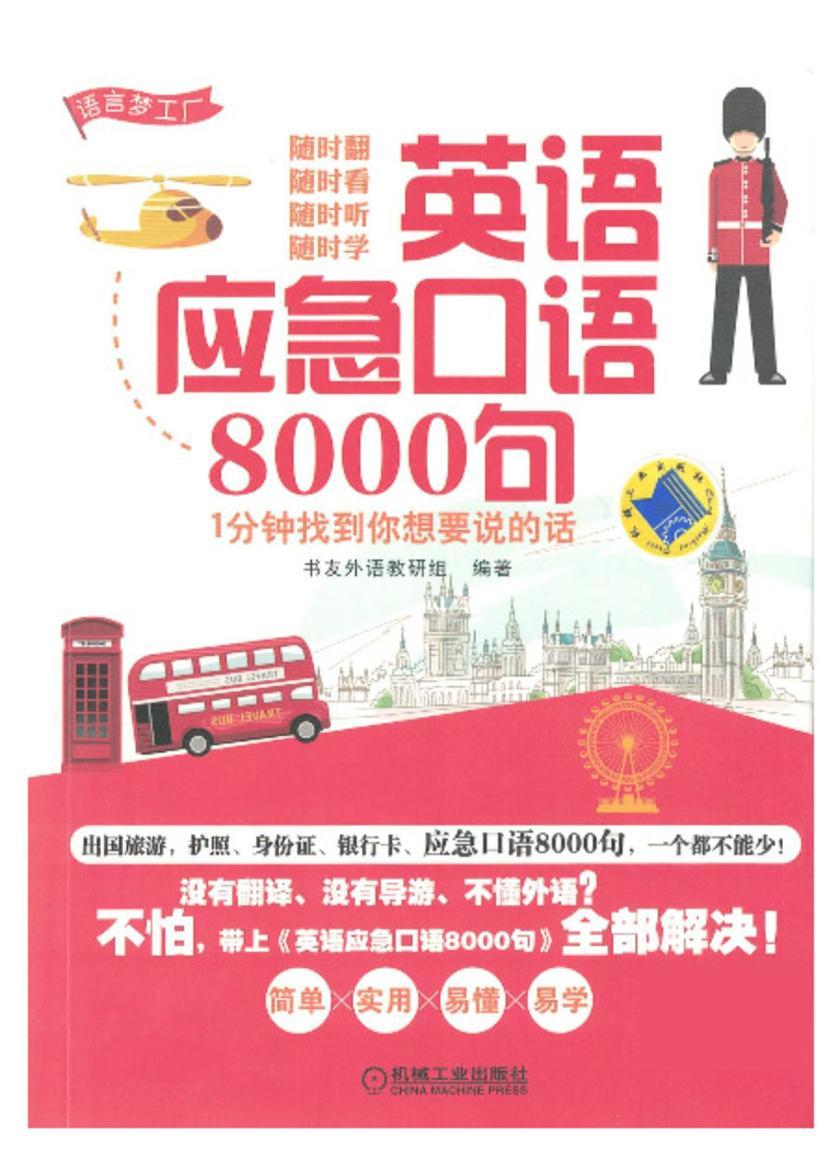 语言梦工厂
随时翻
随时看
随时听
随时学
英语
应急口语
8000句
1分钟找到你想要说的话
书友外语教研组 编著
TELEPHONE
TRAVEL BUS
TRAVEL BUS
出国旅游，护照、身份证、银行卡、应急口语8000句，一个都不能少！
没有翻译、没有导游、不懂外语？
不怕，带上《英语应急口语8000句》全部解决！
简单×实用×易懂×易学
机械工业出版社
CHINA MACHINE PRESS